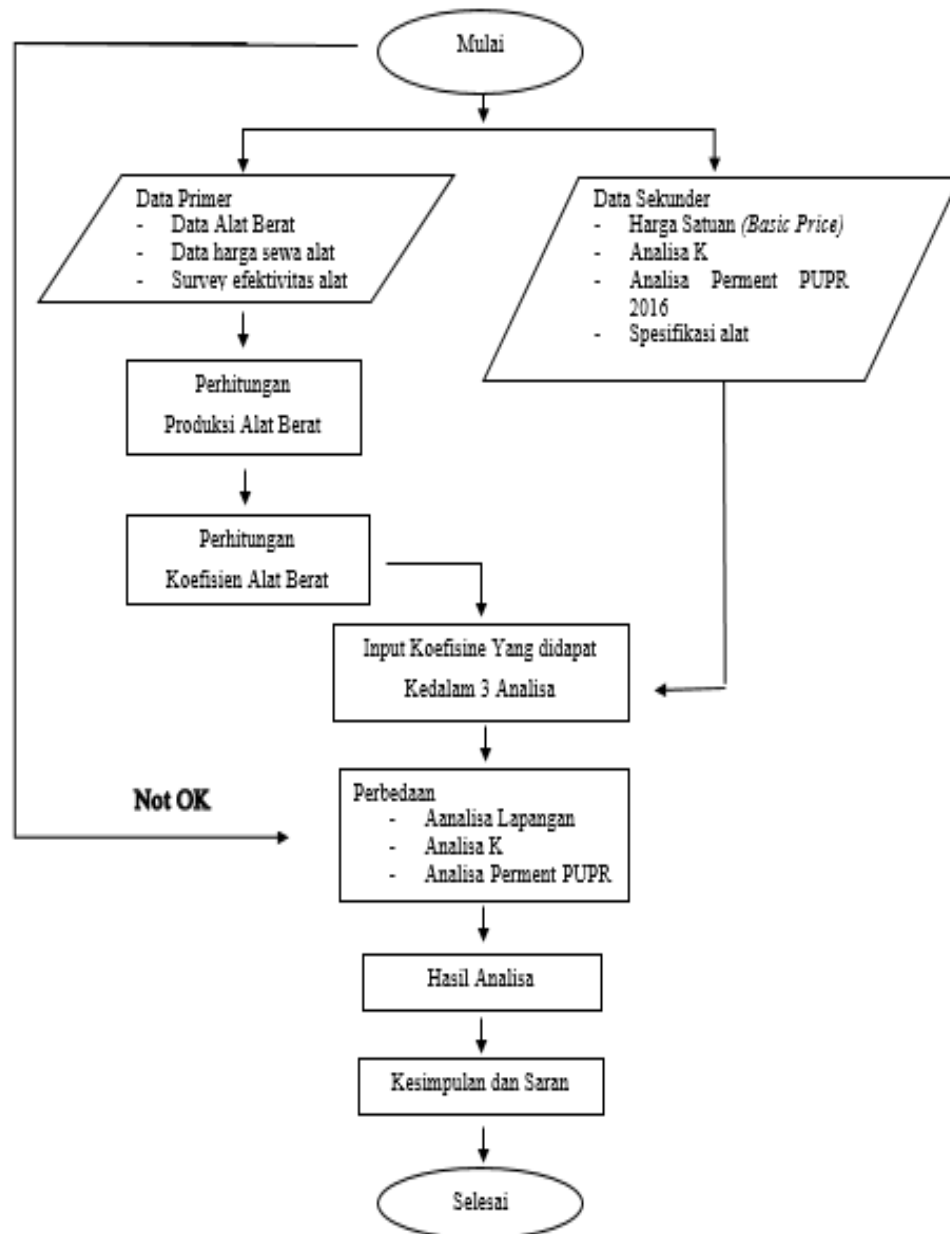 Mulai
Data Primer
- Data Alat Berat
- Data harga sewa alat
- Survey efektivitas alat
Data Sekunder
- Harga Satuan (Basic Price)
- Analisa K
- Analisa Perment PUPR
2016
- Spesifikasi alat
Perhitungan
Produksi Alat Berat
Perhitungan
Koefisien Alat Berat
Input Koefisine Yang didapat
Kedalam 3 Analisa
Not OK
Perbedaan
- Aanalisa Lapangan
- Analisa K
- Analisa Perment PUPR
Hasil Analisa
Kesimpulan dan Saran
Selesai